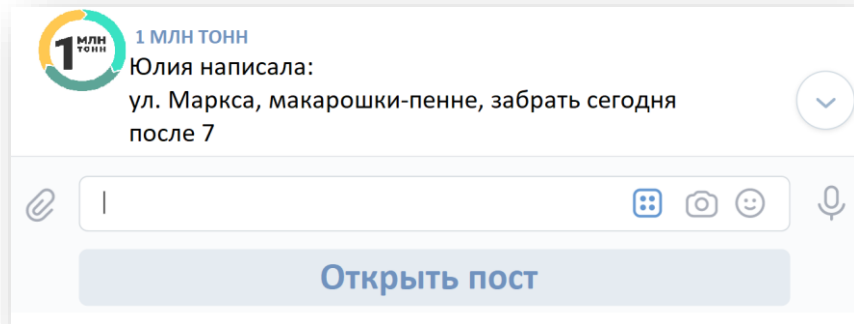 1 МЛН ТОНН
1 МЛН ТОНН
Юлия написала:
ул. Маркса, макарошки-пенне, забрать сегодня
после 7
Открыть пост